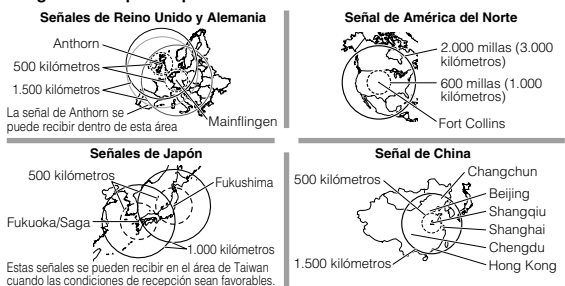 Señales de Reino Unido y Alemania
Anthorn
500 kilómetros
1.500 kilómetros
La señal de Anthorn se
puede recibir dentro de esta área
Mainflingen
Señal de América del Norte
2.000 millas (3.000
kilómetros)
600 millas (1.000
kilómetros)
Fort Collins
Señales de Japón
500 kilómetros
Fukushima
Fukuoka/Saga
1.000 kilómetros
Estas señales se pueden recibir en el área de Taiwan
cuando las condiciones de recepción sean favorables.
Señal de China
Changchun
500 kilómetros
Beijing
Shangqiu
Shanghai
Chengdu
1.500 kilómetros
Hong Kong